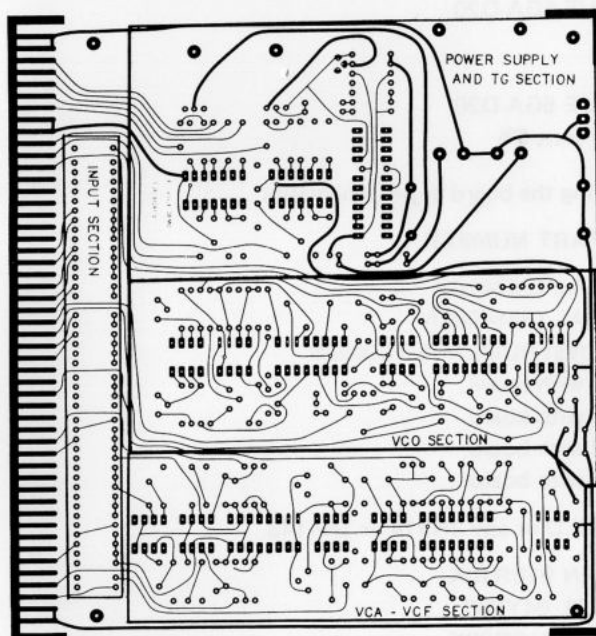 POWER SUPPLY
AND TG SECTION
INPUT SECTION
VCO SECTION
VCA - VCF SECTION